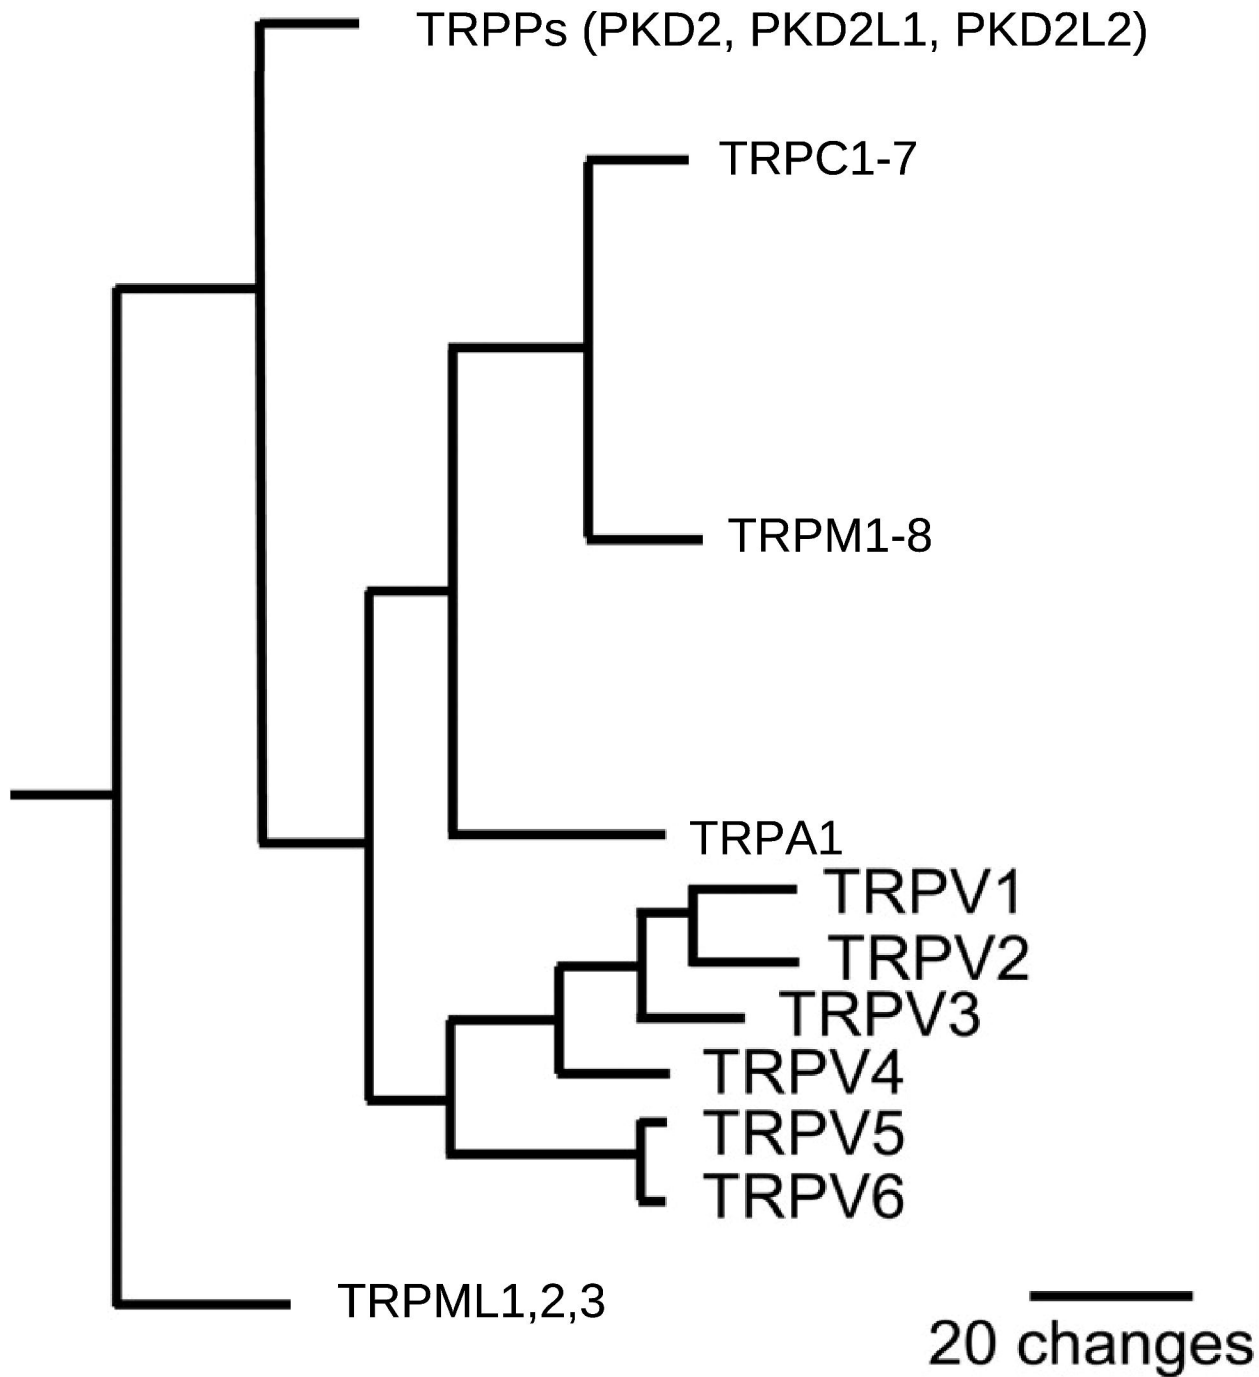 TRPPs (PKD2, PKD2L1, PKD2L2)
TRPC1-7
TRPM1-8
TRPA1
TRPV1
TRPV2
TRPV3
TRPV4
TRPV5
TRPV6
TRPML1,2,3
20 changes